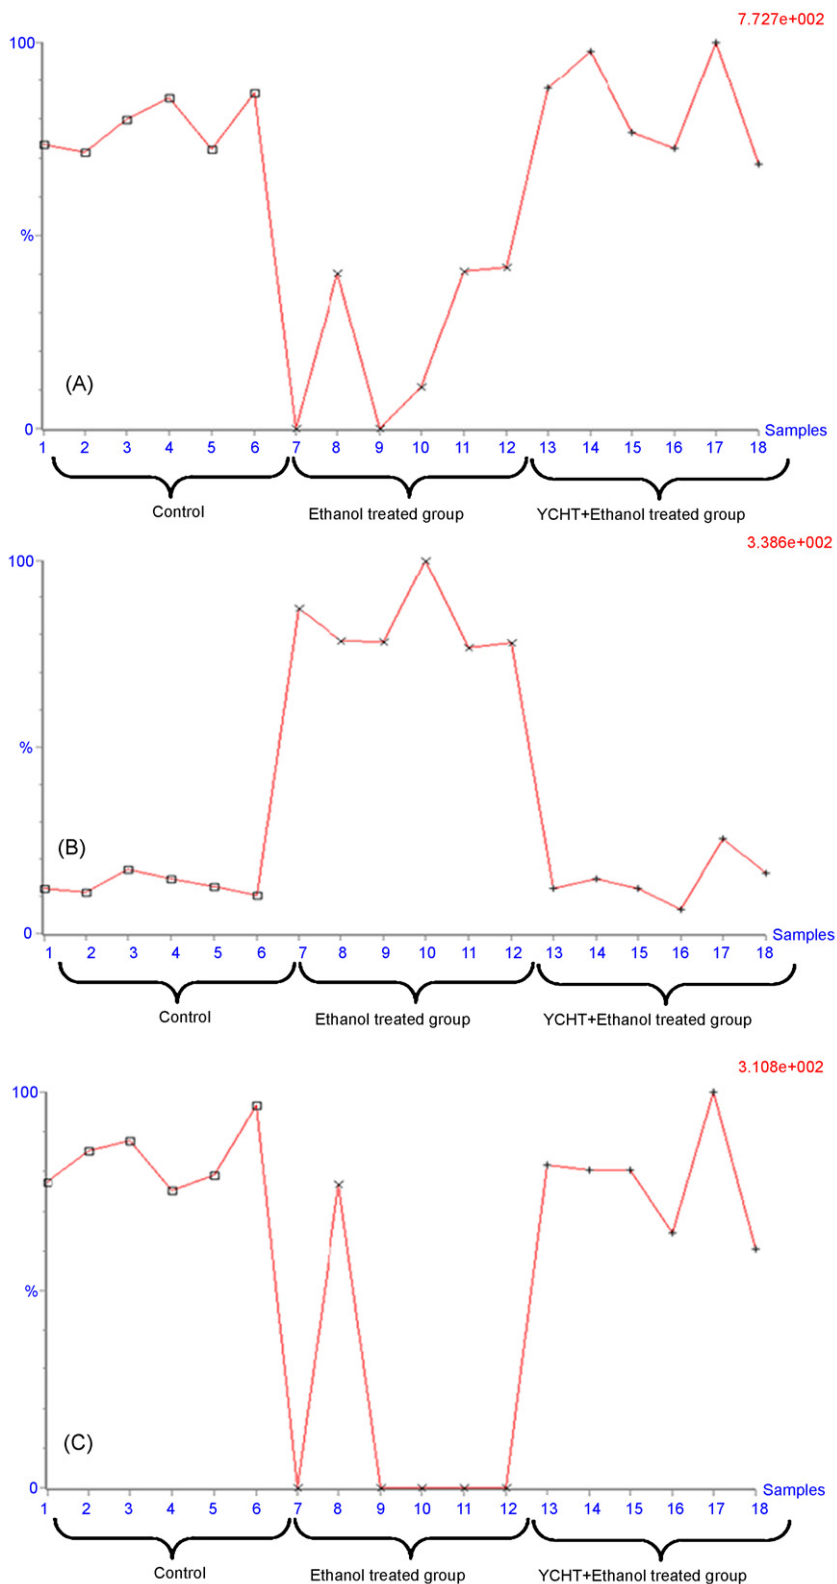 7.727e+002
100
%
(A)
0
Samples
1 2 3 4 5 6 7 8 9 10 11 12 13 14 15 16 17 18
Control Ethanol treated group YCHT+Ethanol treated group
3.386e+002
100
%
(B)
0
Samples
1 2 3 4 5 6 7 8 9 10 11 12 13 14 15 16 17 18
Control Ethanol treated group YCHT+Ethanol treated group
3.108e+002
100
%
(C)
0
Samples
1 2 3 4 5 6 7 8 9 10 11 12 13 14 15 16 17 18
Control Ethanol treated group YCHT+Ethanol treated group